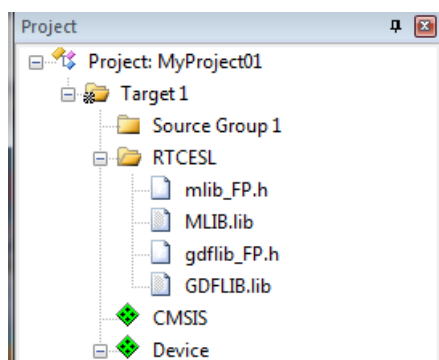 Project
Project: MyProject01
Target 1
Source Group 1
RTCESL
mlib_FP.h
MLIB.lib
gdflib_FP.h
GDFLIB.lib
CMSIS
Device